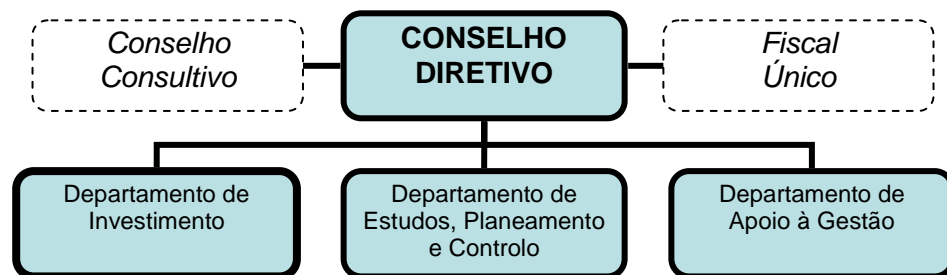 Conselho
Consultivo
CONSELHO
DIRETIVO
Fiscal
Único
Departamento de
Investimento
Departamento de
Estudos, Planeamento
e Controlo
Departamento de
Apoio à Gestão